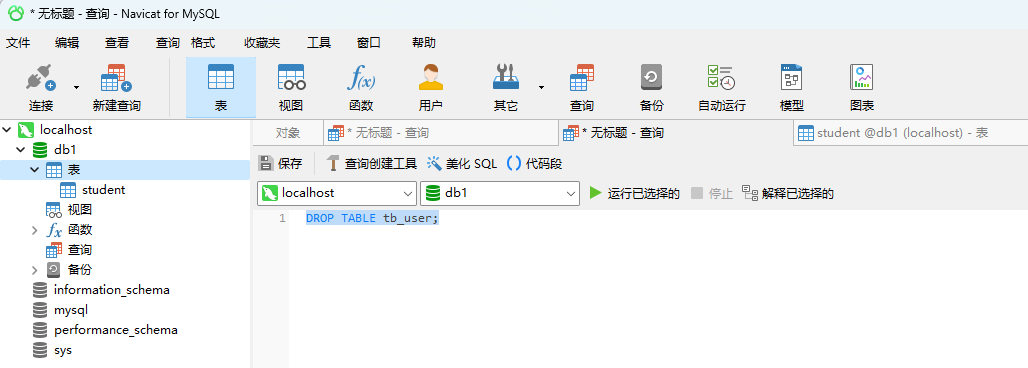 * 无标题 - 查询 - Navicat for MySQL
文件 编辑 查看 查询 格式 收藏夹 工具 窗口 帮助
连接 新建查询 表 视图 f(x) 函数 用户 其它 查询 备份 自动运行 模型 图表
localhost
db1
表
student
视图
fx 函数
查询
备份
information_schema
mysql
performance_schema
sys
对象 * 无标题 - 查询 * 无标题 - 查询 student @db1 (localhost) - 表
保存 查询创建工具 美化 SQL () 代码段
localhost db1 运行已选择的 停止 解释已选择的
1 DROP TABLE tb_user;